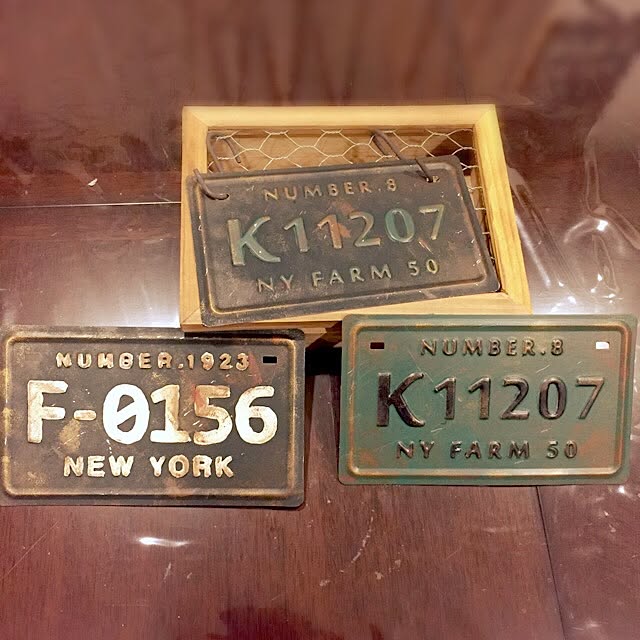 NUMBER.8
K11207
NY FARM 50
NUMBER.1923
F-0156
NEW YORK
NUMBER.8
K11207
NY FARM 50